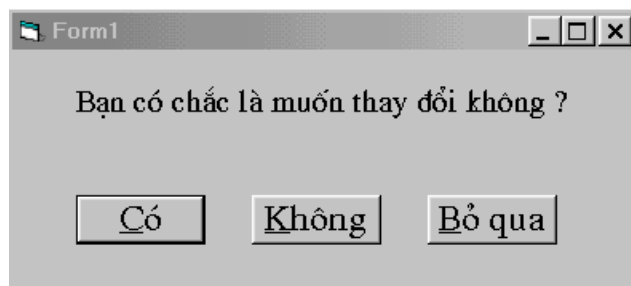 Form1
Bạn có chắc là muốn thay đổi không ?
Có Không Bỏ qua